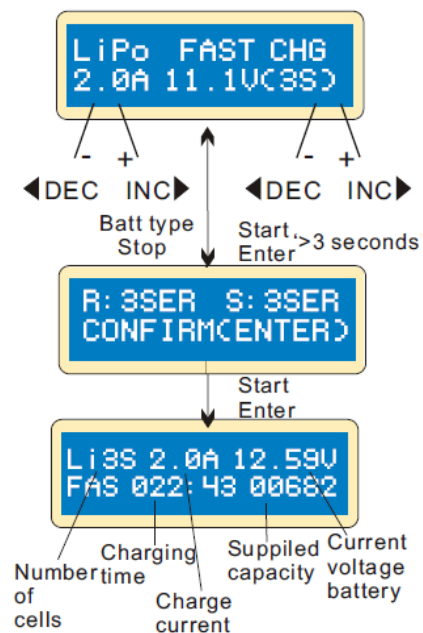 LiPo FAST CHG
2.0A 11.1V(3S)
- + - +
◀DEC INC▶ ◀DEC INC▶
Batt type
Stop
Start
Enter '>3 seconds'
R:3SER S:3SER
CONFIRM(ENTER)
Start
Enter
Li3S 2.0A 12.59V
FAS 022:43 00682
Number
of
cells
Charging
time
Charge
current
Suppiled
capacity
Current
voltage
battery